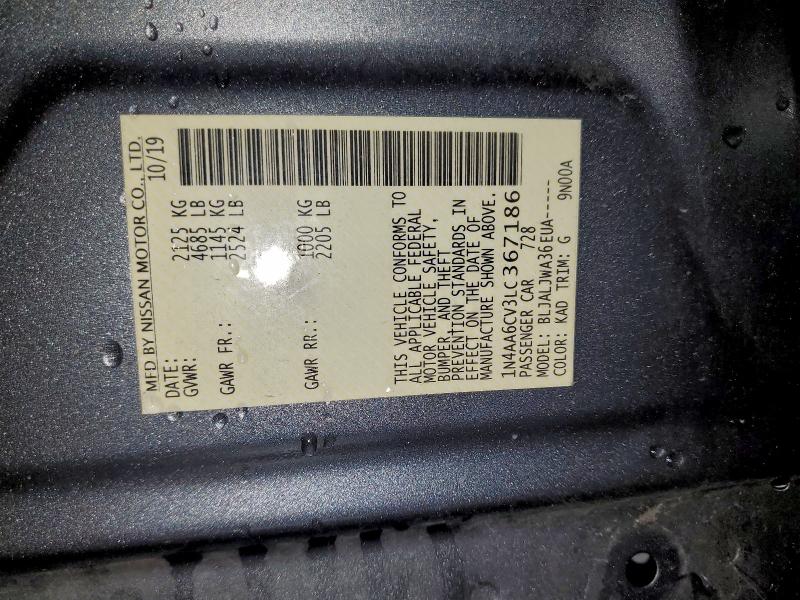 MFD BY NISSAN MOTOR CO., LTD.
DATE: 10/19
GVWR: 2125 KG
4685 LB
GAWR FR.: 1145 KG
2524 LB
GAWR RR.: 1000 KG
2205 LB
THIS VEHICLE CONFORMS TO
ALL APPLICABLE FEDERAL
MOTOR VEHICLE SAFETY,
BUMPER, AND THEFT
PREVENTION STANDARDS IN
EFFECT ON THE DATE OF
MANUFACTURE SHOWN ABOVE.
1N4AA6CV3LC367186
PASSENGER CAR 728
MODEL: BLJALJWA36EUA-----
COLOR: KAD TRIM: G 9N00A